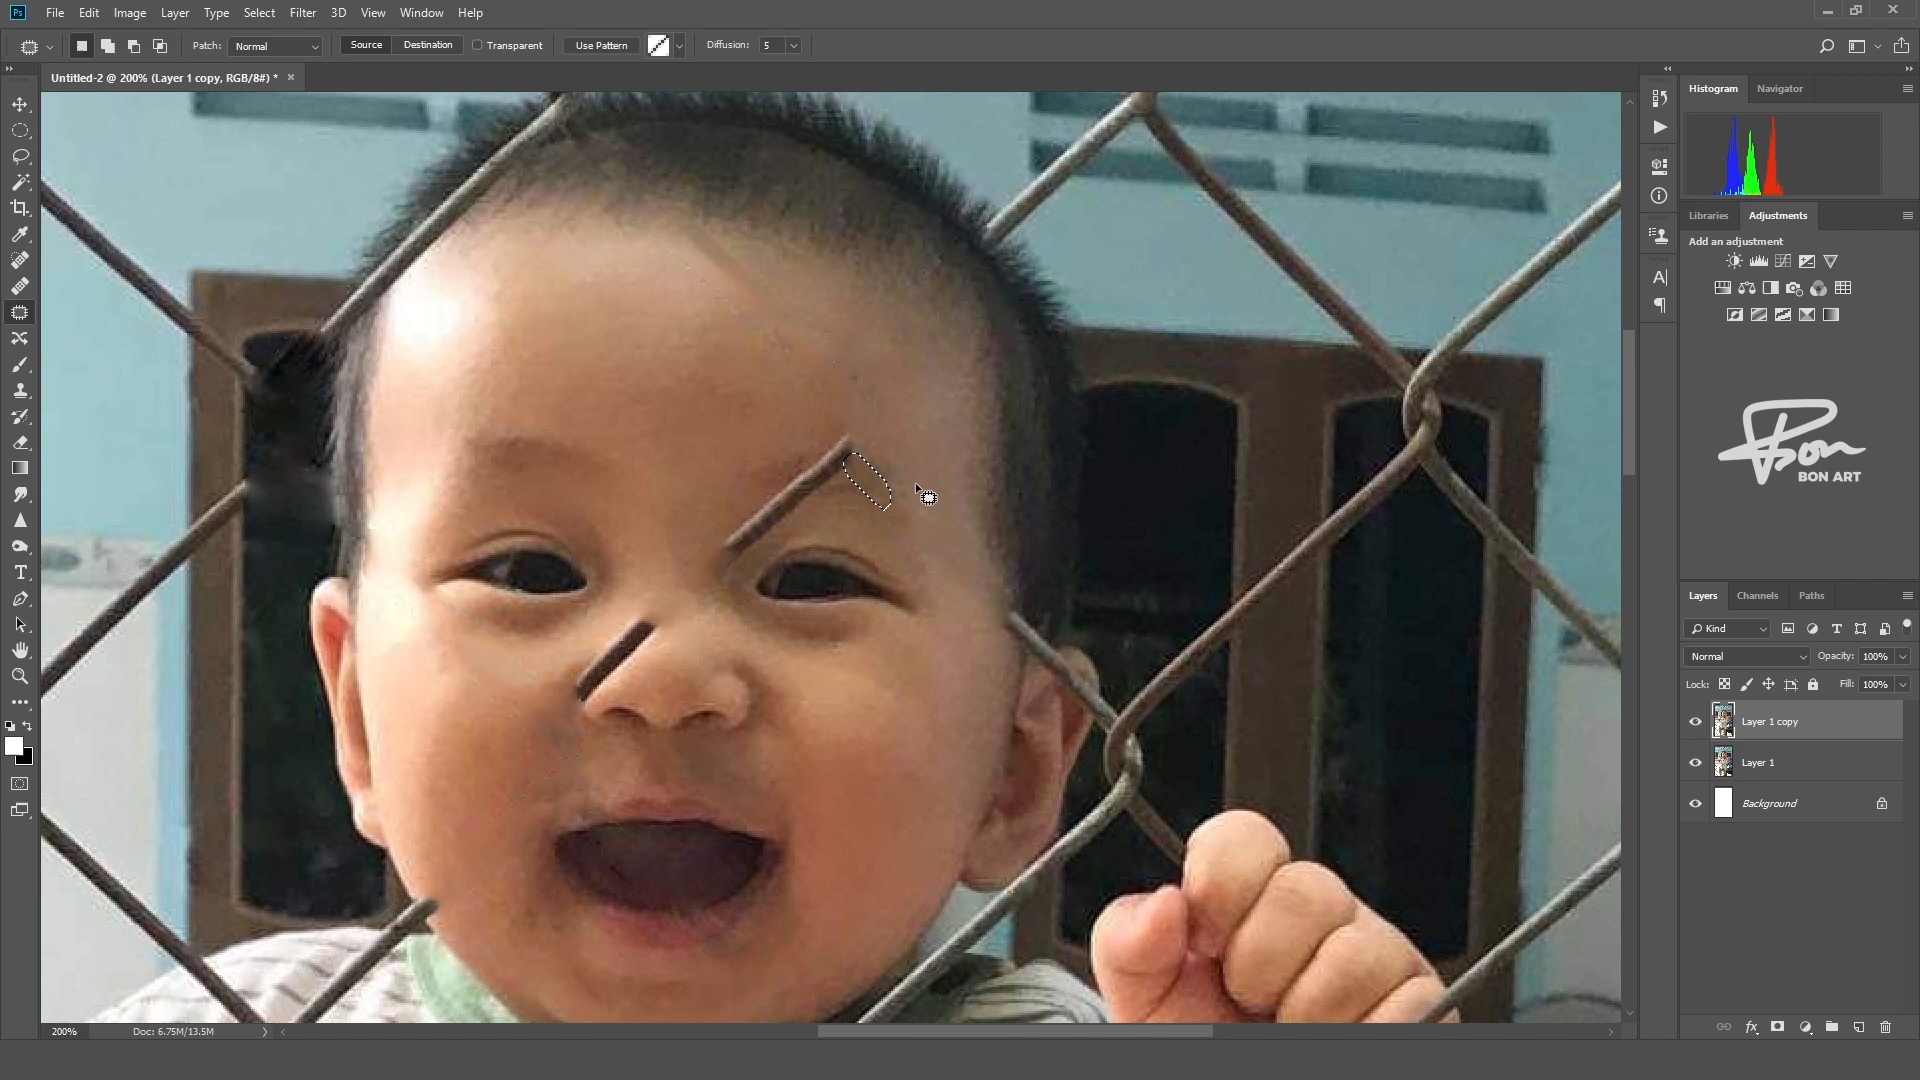 Ps File Edit Image Layer Type Select Filter 3D View Window Help
Patch: Normal Source Destination Transparent Use Pattern Diffusion: 5
Untitled-2 @ 200% (Layer 1 copy, RGB/8#) * ×
Histogram Navigator
Libraries Adjustments
Add an adjustment
Bon
BON ART
Layers Channels Paths
Kind
Normal Opacity: 100%
Lock: Fill: 100%
Layer 1 copy
Layer 1
Background
200% Doc: 6.75M/13.5M